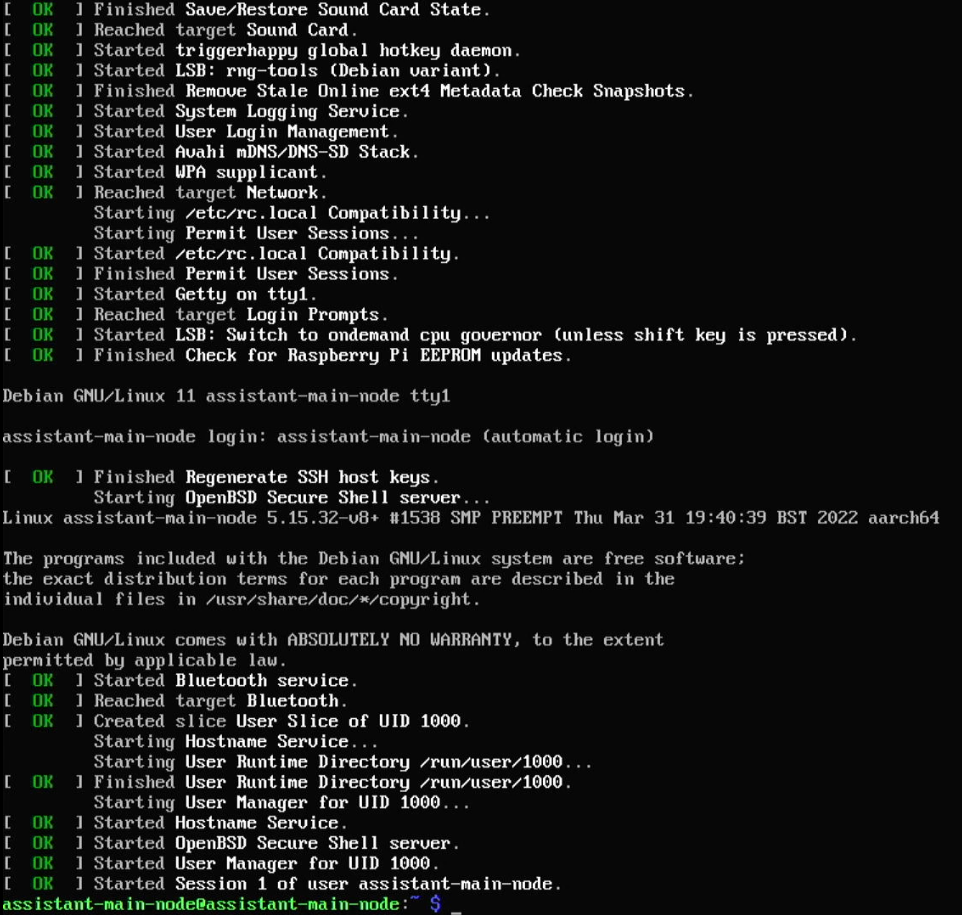 [  OK  ] Finished Save/Restore Sound Card State.
[  OK  ] Reached target Sound Card.
[  OK  ] Started triggerhappy global hotkey daemon.
[  OK  ] Started LSB: rng-tools (Debian variant).
[  OK  ] Finished Remove Stale Online ext4 Metadata Check Snapshots.
[  OK  ] Started System Logging Service.
[  OK  ] Started User Login Management.
[  OK  ] Started Avahi mDNS/DNS-SD Stack.
[  OK  ] Started WPA supplicant.
[  OK  ] Reached target Network.
         Starting /etc/rc.local Compatibility...
         Starting Permit User Sessions...
[  OK  ] Started /etc/rc.local Compatibility.
[  OK  ] Finished Permit User Sessions.
[  OK  ] Started Getty on tty1.
[  OK  ] Reached target Login Prompts.
[  OK  ] Started LSB: Switch to ondemand cpu governor (unless shift key is pressed).
[  OK  ] Finished Check for Raspberry Pi EEPROM updates.

Debian GNU/Linux 11 assistant-main-node tty1

assistant-main-node login: assistant-main-node (automatic login)

[  OK  ] Finished Regenerate SSH host keys.
         Starting OpenBSD Secure Shell server...
Linux assistant-main-node 5.15.32-v8+ #1538 SMP PREEMPT Thu Mar 31 19:40:39 BST 2022 aarch64

The programs included with the Debian GNU/Linux system are free software;
the exact distribution terms for each program are described in the
individual files in /usr/share/doc/*/copyright.

Debian GNU/Linux comes with ABSOLUTELY NO WARRANTY, to the extent
permitted by applicable law.
[  OK  ] Started Bluetooth service.
[  OK  ] Reached target Bluetooth.
[  OK  ] Created slice User Slice of UID 1000.
         Starting Hostname Service...
         Starting User Runtime Directory /run/user/1000...
[  OK  ] Finished User Runtime Directory /run/user/1000.
         Starting User Manager for UID 1000...
[  OK  ] Started Hostname Service.
[  OK  ] Started OpenBSD Secure Shell server.
[  OK  ] Started User Manager for UID 1000.
[  OK  ] Started Session 1 of user assistant-main-node.
assistant-main-node@assistant-main-node:~ $ _